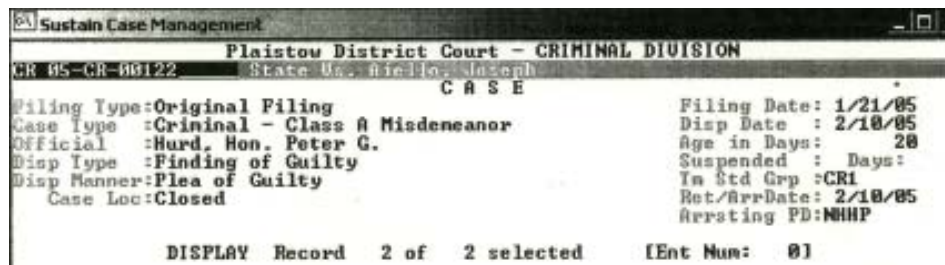 Sustain Case Management
Plaistow District Court - CRIMINAL DIVISION
CR 05-CR-00122 State Vs. Aiello, Joseph
C A S E
Filing Type:Original Filing Filing Date: 1/21/05
Case Type :Criminal - Class A Misdemeanor Disp Date : 2/10/05
Official :Hurd, Hon. Peter G. Age in Days: 20
Disp Type :Finding of Guilty Suspended : Days:
Disp Manner:Plea of Guilty Tm Std Grp :CR1
Case Loc:Closed Ret/ArrDate: 2/10/05
Arrsting PD:NHHP
DISPLAY Record 2 of 2 selected [Ent Num: 0]